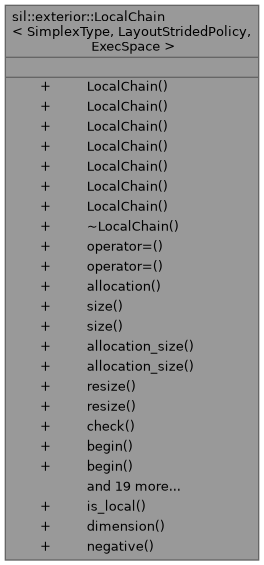 sil::exterior::LocalChain
< SimplexType, LayoutStridedPolicy,
ExecSpace >
+ LocalChain()
+ LocalChain()
+ LocalChain()
+ LocalChain()
+ LocalChain()
+ LocalChain()
+ LocalChain()
+ ~LocalChain()
+ operator=()
+ operator=()
+ allocation()
+ size()
+ size()
+ allocation_size()
+ allocation_size()
+ resize()
+ resize()
+ check()
+ begin()
+ begin()
and 19 more...
+ is_local()
+ dimension()
+ negative()